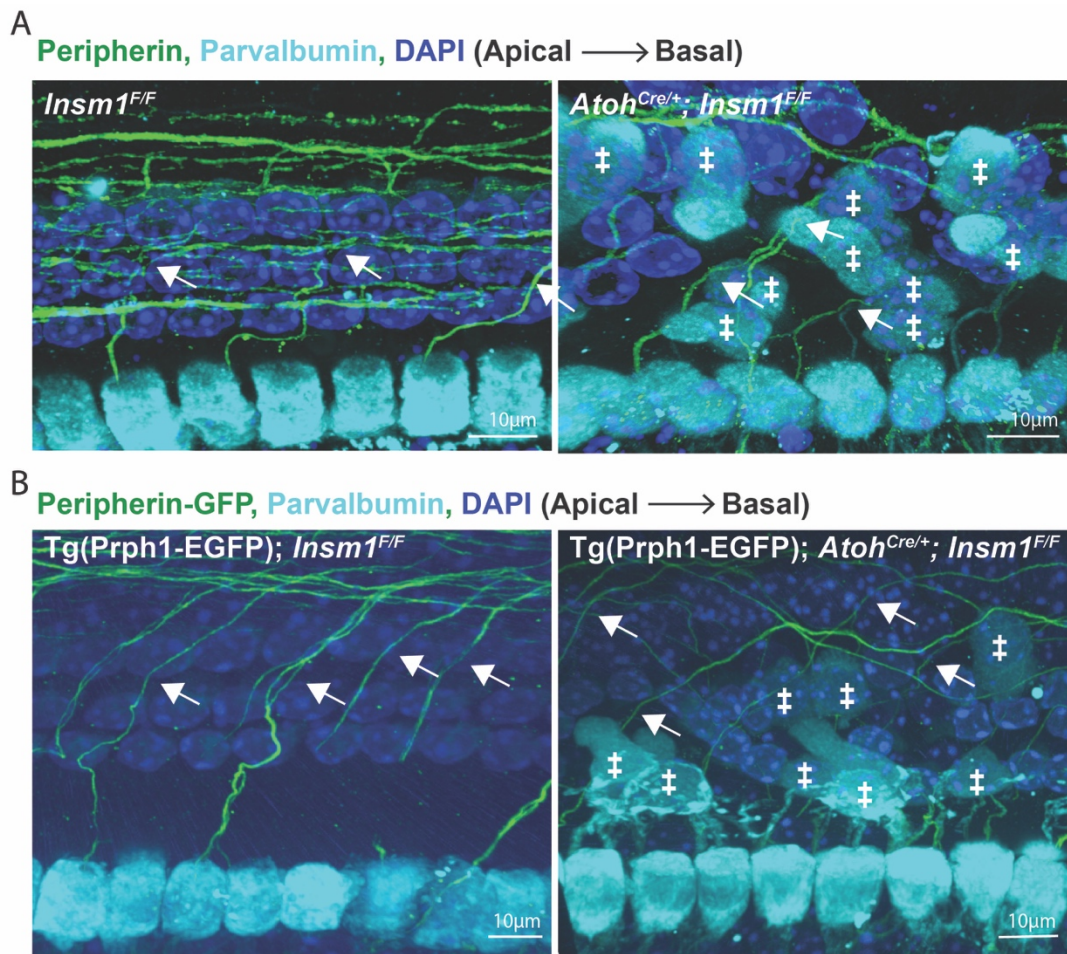 A
Peripherin, Parvalbumin, DAPI (Apical ⟶ Basal)
Insm1F/F
AtohCre/+; Insm1F/F
‡ ‡ ‡
‡
‡
‡ ‡ ‡
‡ ‡
10µm
10µm
B
Peripherin-GFP, Parvalbumin, DAPI (Apical ⟶ Basal)
Tg(Prph1-EGFP); Insm1F/F
Tg(Prph1-EGFP); AtohCre/+; Insm1F/F
‡
‡ ‡
‡ ‡ ‡ ‡ ‡
10µm
10µm